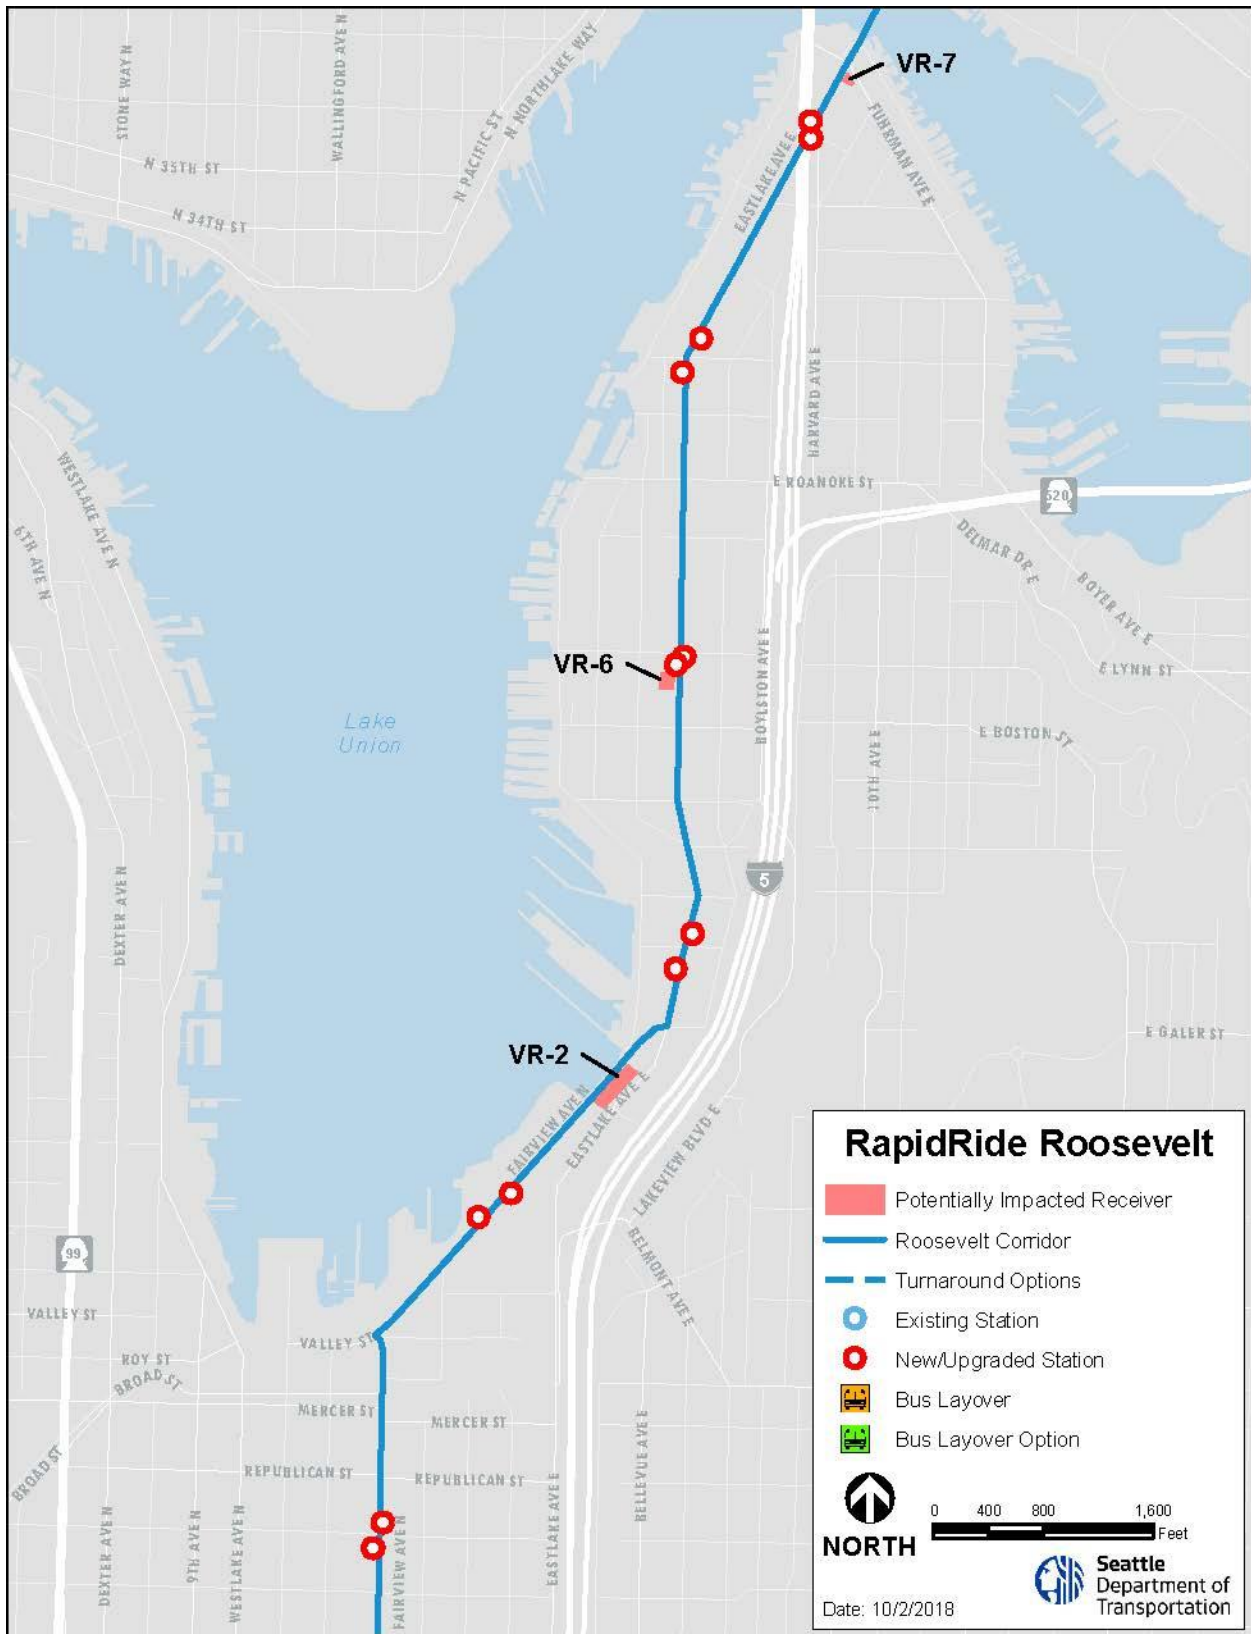 STONE WAY N
WALLINGFORD AVE N
N PACIFIC ST
N NORTHLAKE WAY
VR-7
N 35TH ST
N 34TH ST
EASTLAKE AVE E
FUHRMAN AVE E
HARVARD AVE E
WESTLAKE AVE N
6TH AVE N
E ROANOKE ST
520
DELMAR DR E
BOYER AVE E
E LYNN ST
VR-6
BOYLSTON AVE E
Lake
Union
10TH AVE E
E BOSTON ST
5
DEXTER AVE N
E GALER ST
VR-2
FAIRVIEW AVE N
EASTLAKE AVE E
LAKEVIEW BLVD E
BELMONT AVE E
99
VALLEY ST
VALLEY ST
ROY ST
BROAD ST
MERCER ST
MERCER ST
BROAD ST
REPUBLICAN ST
REPUBLICAN ST
BELLEVUE AVE E
DEXTER AVE N
9TH AVE N
WESTLAKE AVE N
FAIRVIEW AVE N
EASTLAKE AVE E
RapidRide Roosevelt
Potentially Impacted Receiver
Roosevelt Corridor
Turnaround Options
Existing Station
New/Upgraded Station
Bus Layover
Bus Layover Option
NORTH
0 400 800 1,600
Feet
Seattle
Department of
Transportation
Date: 10/2/2018